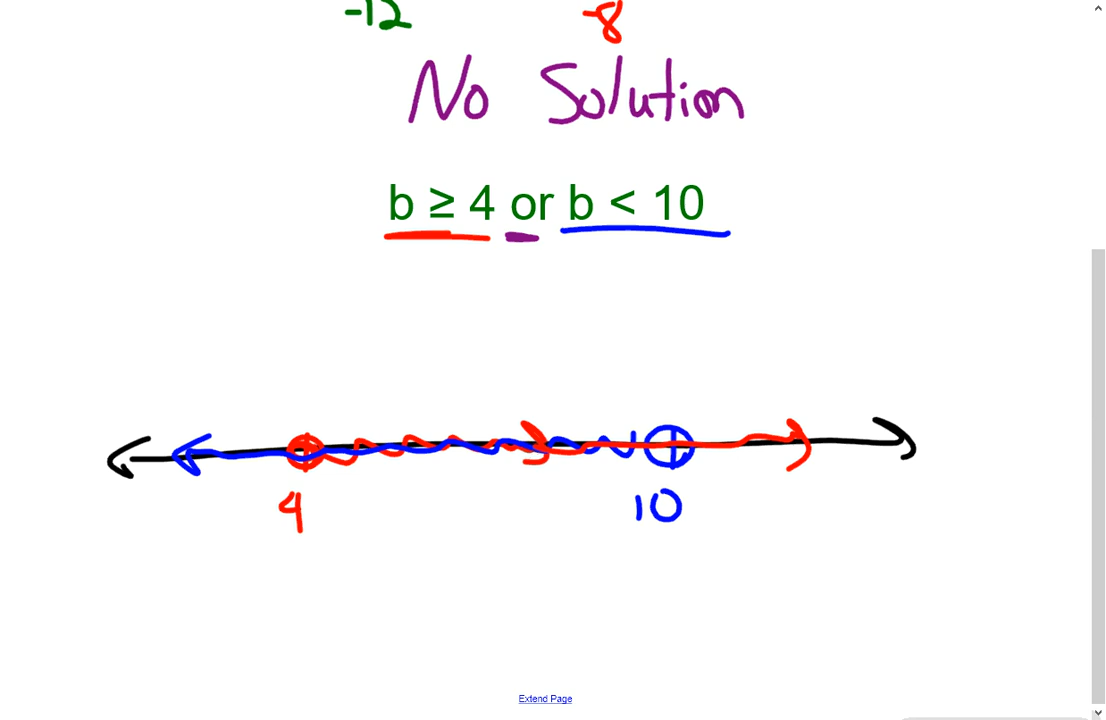 -12 -8
No Solution
b ≥ 4 or b < 10
4
10
Extend Page